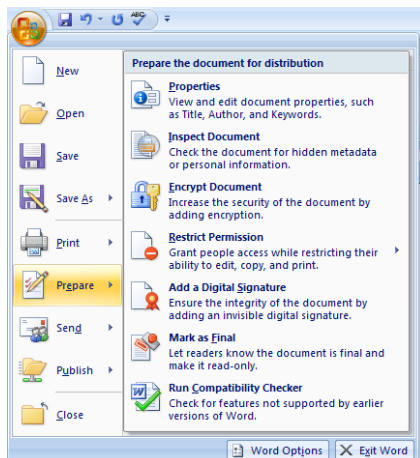 ABC
New
Open
Save
Save As
Print
Prepare
Send
Publish
Close
Prepare the document for distribution
Properties
View and edit document properties, such
as Title, Author, and Keywords.
Inspect Document
Check the document for hidden metadata
or personal information.
Encrypt Document
Increase the security of the document by
adding encryption.
Restrict Permission
Grant people access while restricting their
ability to edit, copy, and print.
Add a Digital Signature
Ensure the integrity of the document by
adding an invisible digital signature.
Mark as Final
Let readers know the document is final and
make it read-only.
Run Compatibility Checker
Check for features not supported by earlier
versions of Word.
Word Options
Exit Word